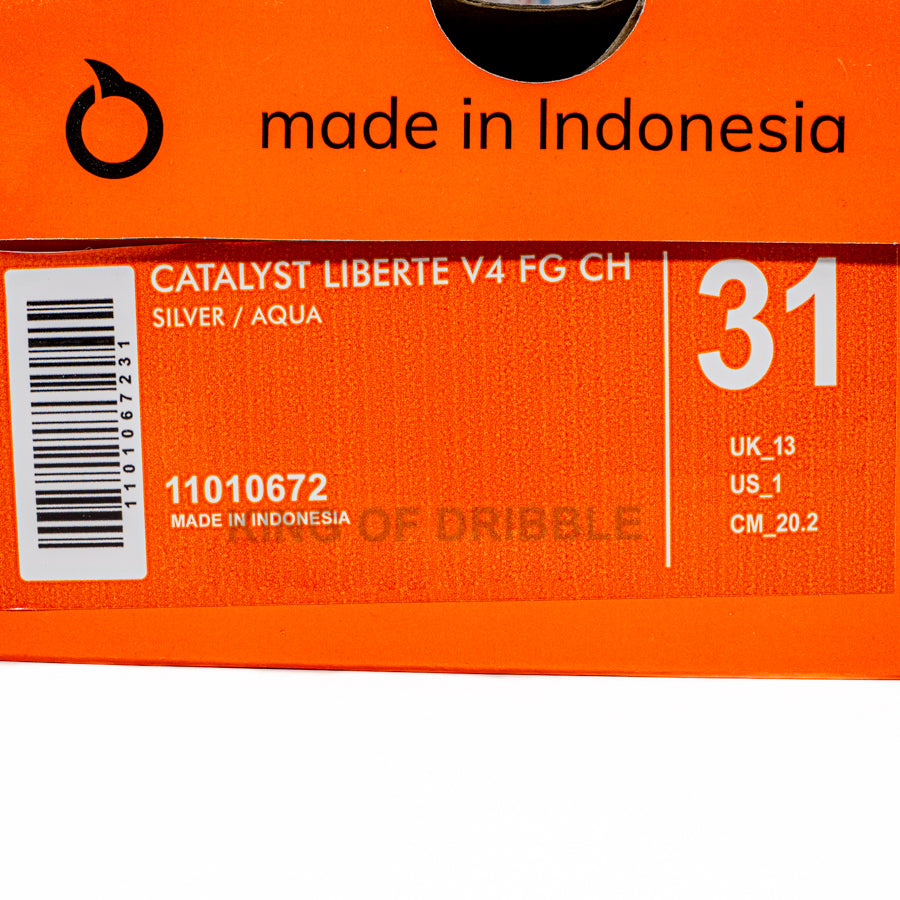 made in Indonesia
CATALYST LIBERTE V4 FG CH
SILVER / AQUA
31
1101067231
UK_13
US_1
CM_20.2
11010672
MADE IN INDONESIA
KING OF DRIBBLE